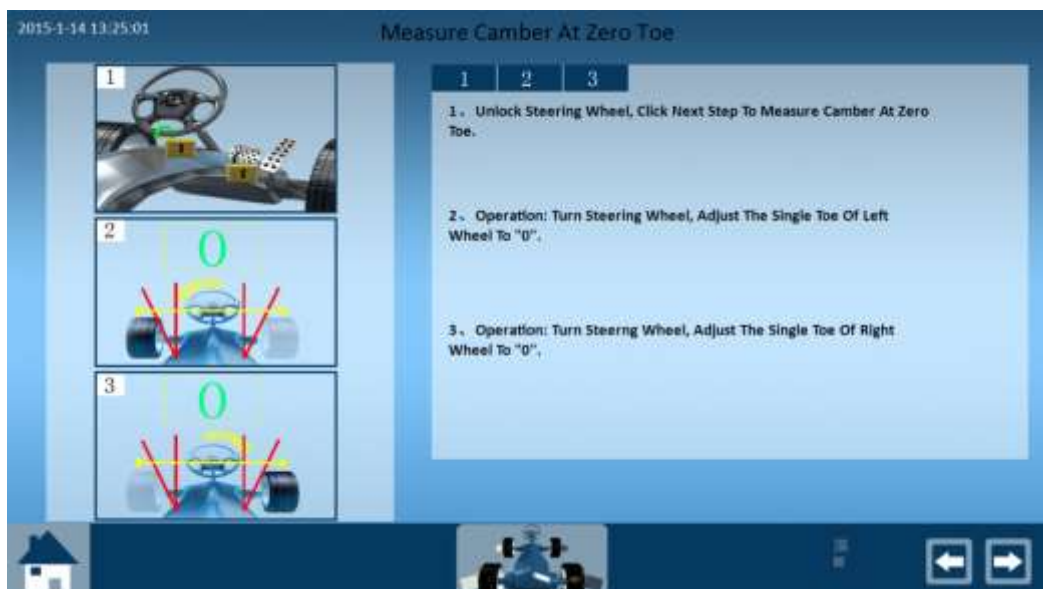 2015-1-14 13:25:01
Measure Camber At Zero Toe
1
2
3
1 2 3
1、Unlock Steering Wheel, Click Next Step To Measure Camber At Zero
Toe.
2、Operation: Turn Steering Wheel, Adjust The Single Toe Of Left
Wheel To "0",
3、Operation: Turn Steerng Wheel, Adjust The Single Toe Of Right
Wheel To "0",
0
0